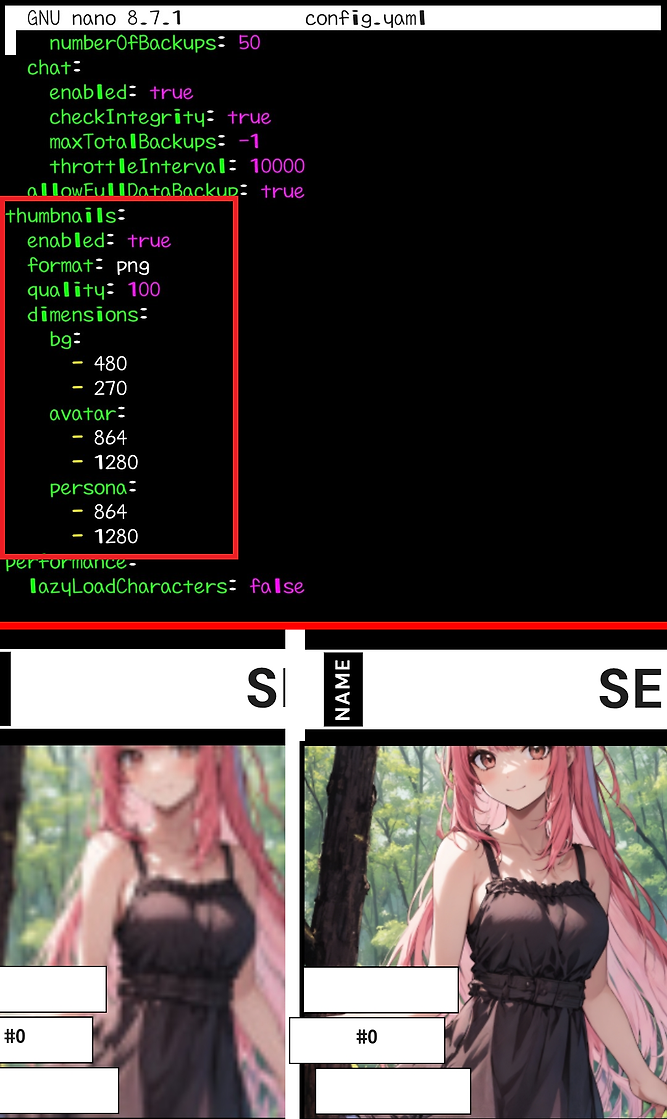 GNU nano 8.7.1 config.yaml
numberOfBackups: 50
chat:
enabled: true
checkIntegrity: true
maxTotalBackups: -1
throttleInterval: 10000
allowFullDataBackup: true
thumbnails:
enabled: true
format: png
quality: 100
dimensions:
bg:
- 480
- 270
avatar:
- 864
- 1280
persona:
- 864
- 1280
performance:
lazyLoadCharacters: false
S
NAME
SE
#0
#0